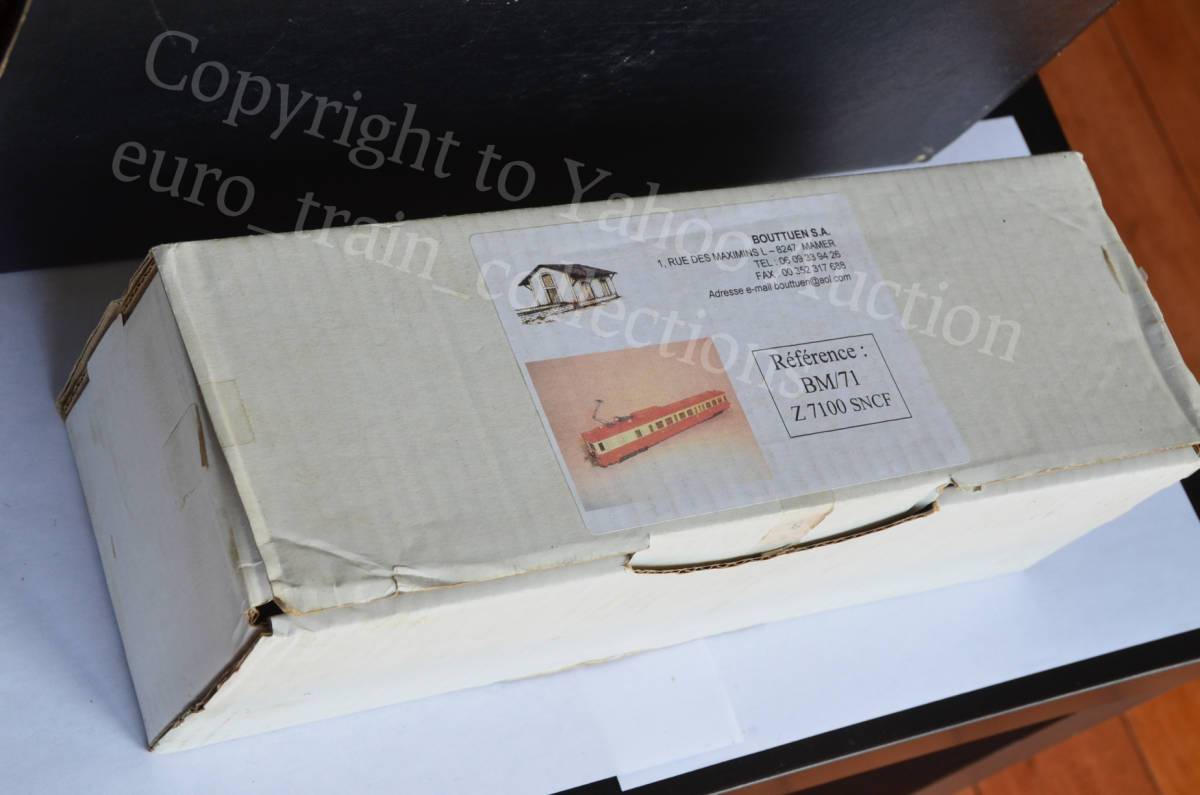 Copyright to Yahoo auction
euro_train_collections
BOUTTUEN S.A.
1, RUE DES MAXIMINS L – 8247 MAMER
TEL : 06 09 33 94 26
FAX : 00 352 317 688
Adresse e-mail bouttuen@aol.com
Référence :
BM/71
Z 7100 SNCF